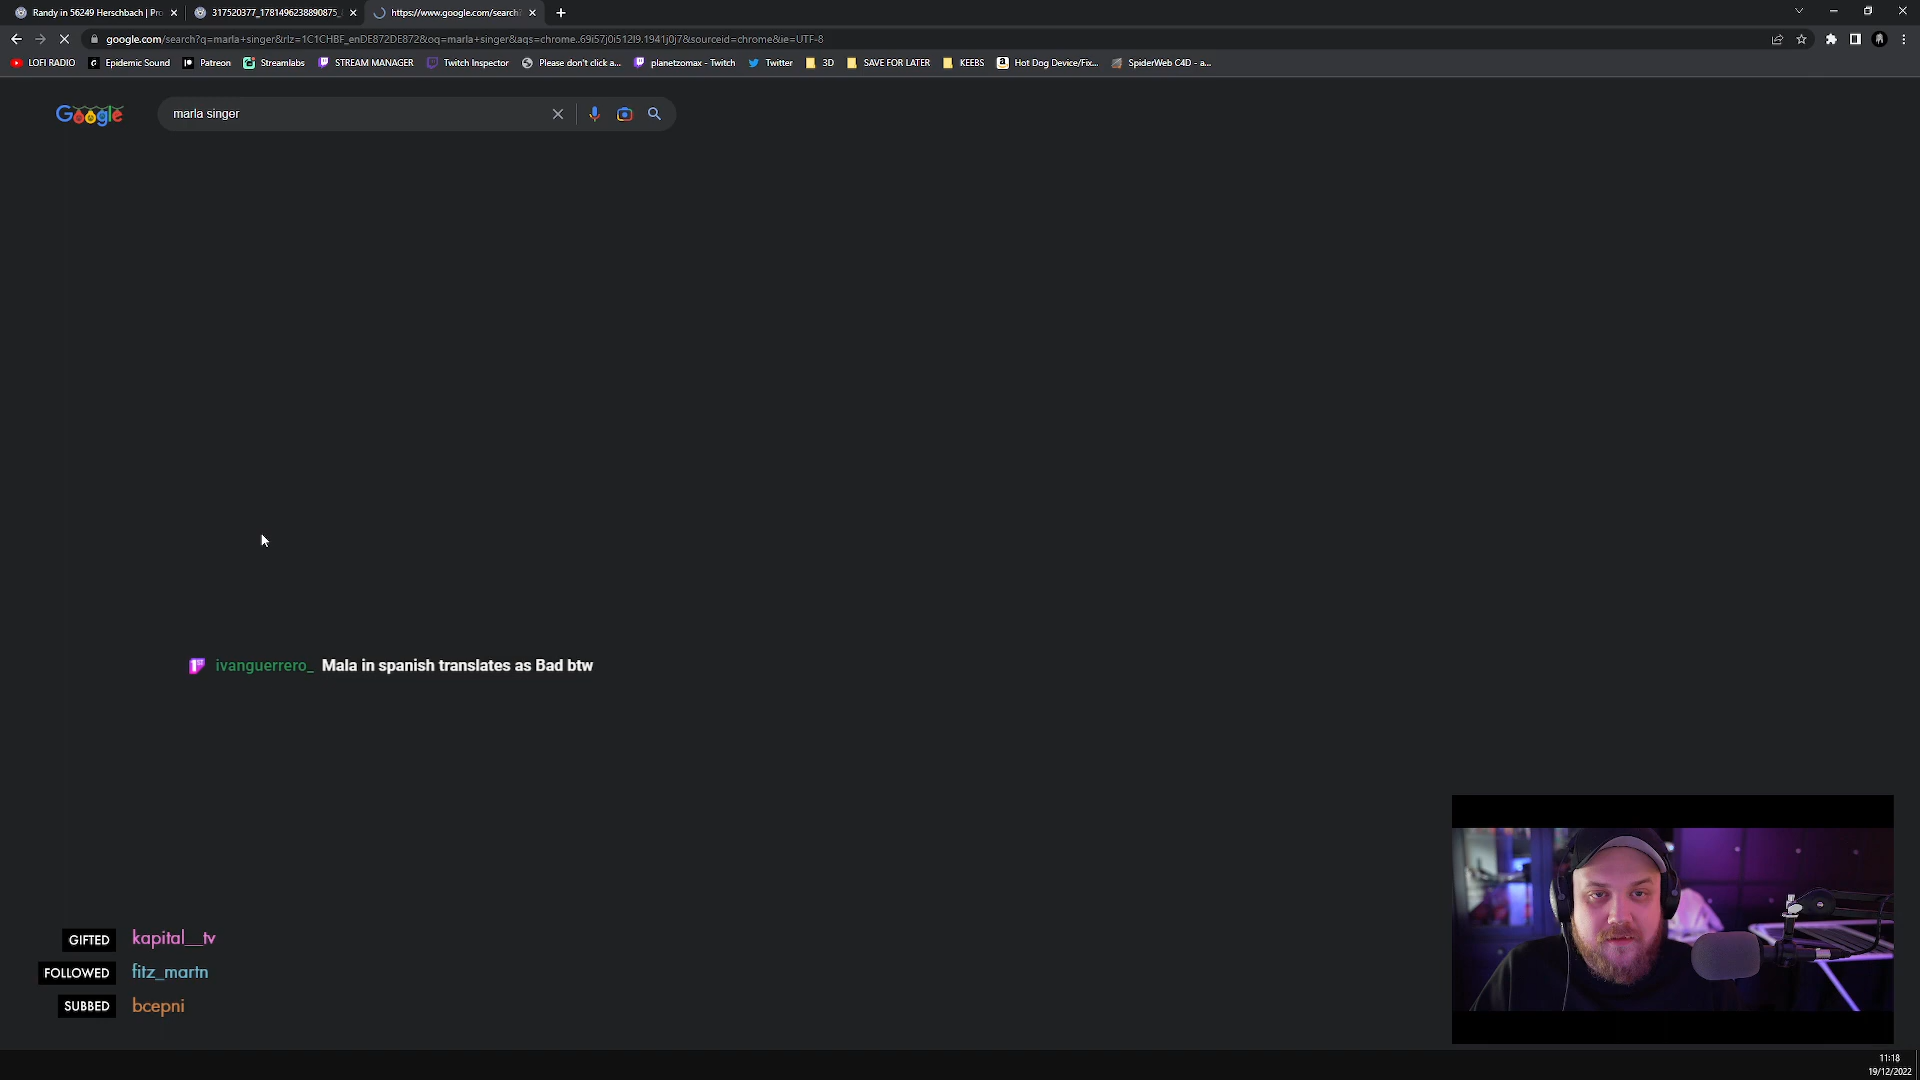 Randy in 56249 Herschbach | Pro
317520377_1781496238890875_
https://www.google.com/search?
google.com/search?q=marla+singer&rlz=1C1CHBF_enDE872DE872&oq=marla+singer&aqs=chrome..69i57j0i512l9.1941j0j7&sourceid=chrome&ie=UTF-8
LOFI RADIO Epidemic Sound Patreon Streamlabs STREAM MANAGER Twitch Inspector Please don't click a... planetzomax - Twitch Twitter 3D SAVE FOR LATER KEEBS Hot Dog Device/Fix... SpiderWeb C4D - a...
Google marla singer
1ST ivanguerrero_ Mala in spanish translates as Bad btw
GIFTED kapital__tv
FOLLOWED fitz_martn
SUBBED bcepni
11:18
19/12/2022